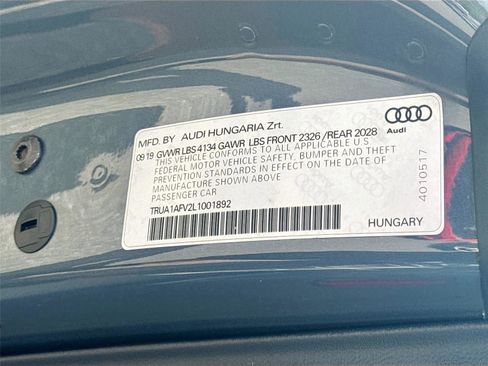 MFD. BY AUDI HUNGARIA Zrt.
0919 GVWR LBS 4134 GAWR LBS FRONT 2326 /REAR 2028
THIS VEHICLE CONFORMS TO ALL APPLICABLE U.S
FEDERAL MOTOR VEHICLE SAFETY, BUMPER AND THEFT
PREVENTION STANDARDS IN EFFECT ON THE DATE OF
MANUFACTURE SHOWN ABOVE
PASSENGER CAR
TRUA1AFV2L1001892
Audi
4010517
HUNGARY